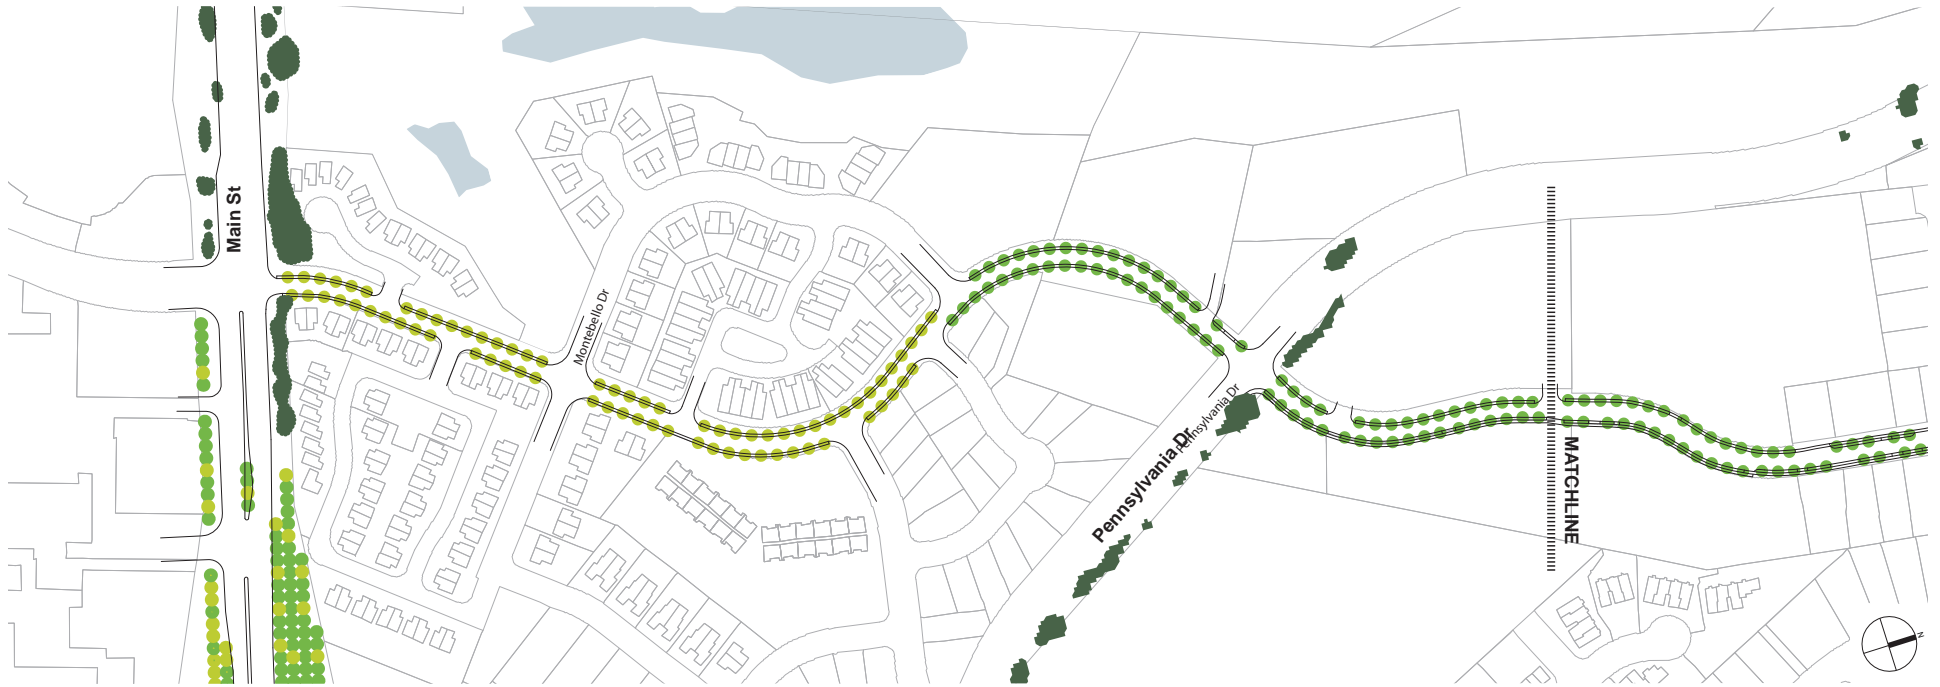 Main St
Montebello Dr
Pennsylvania Dr
Pennsylvania Dr
MATCHLINE
N